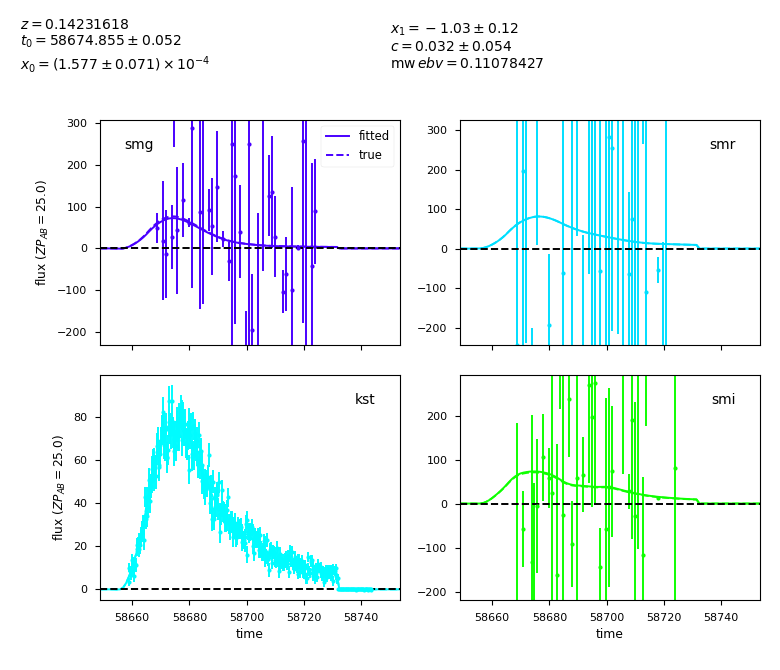 z = 0.14231618
t₀ = 58674.855 ± 0.052
x₀ = (1.577 ± 0.071) × 10⁻⁴
x₁ = −1.03 ± 0.12
c = 0.032 ± 0.054
mw ebv = 0.11078427
smg
fitted
true
300
200
100
0
−100
−200
flux (ZP_AB = 25.0)
smr
300
200
100
0
−100
−200
kst
80
60
40
20
0
flux (ZP_AB = 25.0)
58660 58680 58700 58720 58740
time
smi
200
100
0
−100
−200
58660 58680 58700 58720 58740
time